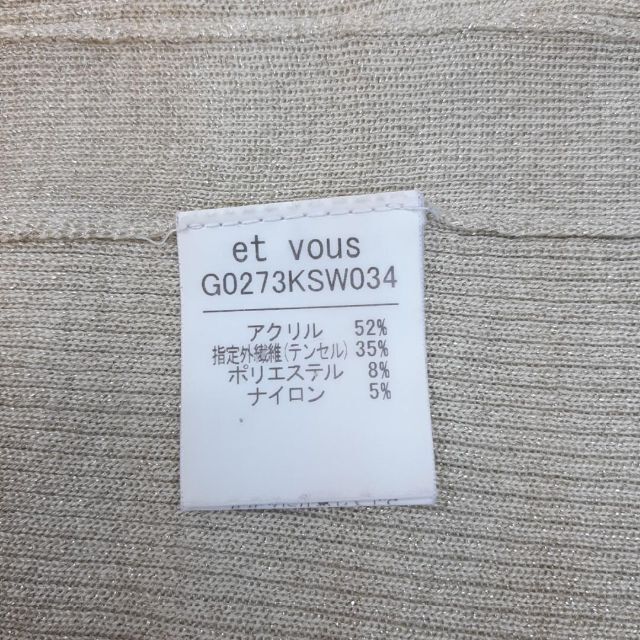 et vous
G0273KSW034
アクリル 52%
指定外繊維(テンセル) 35%
ポリエステル 8%
ナイロン 5%